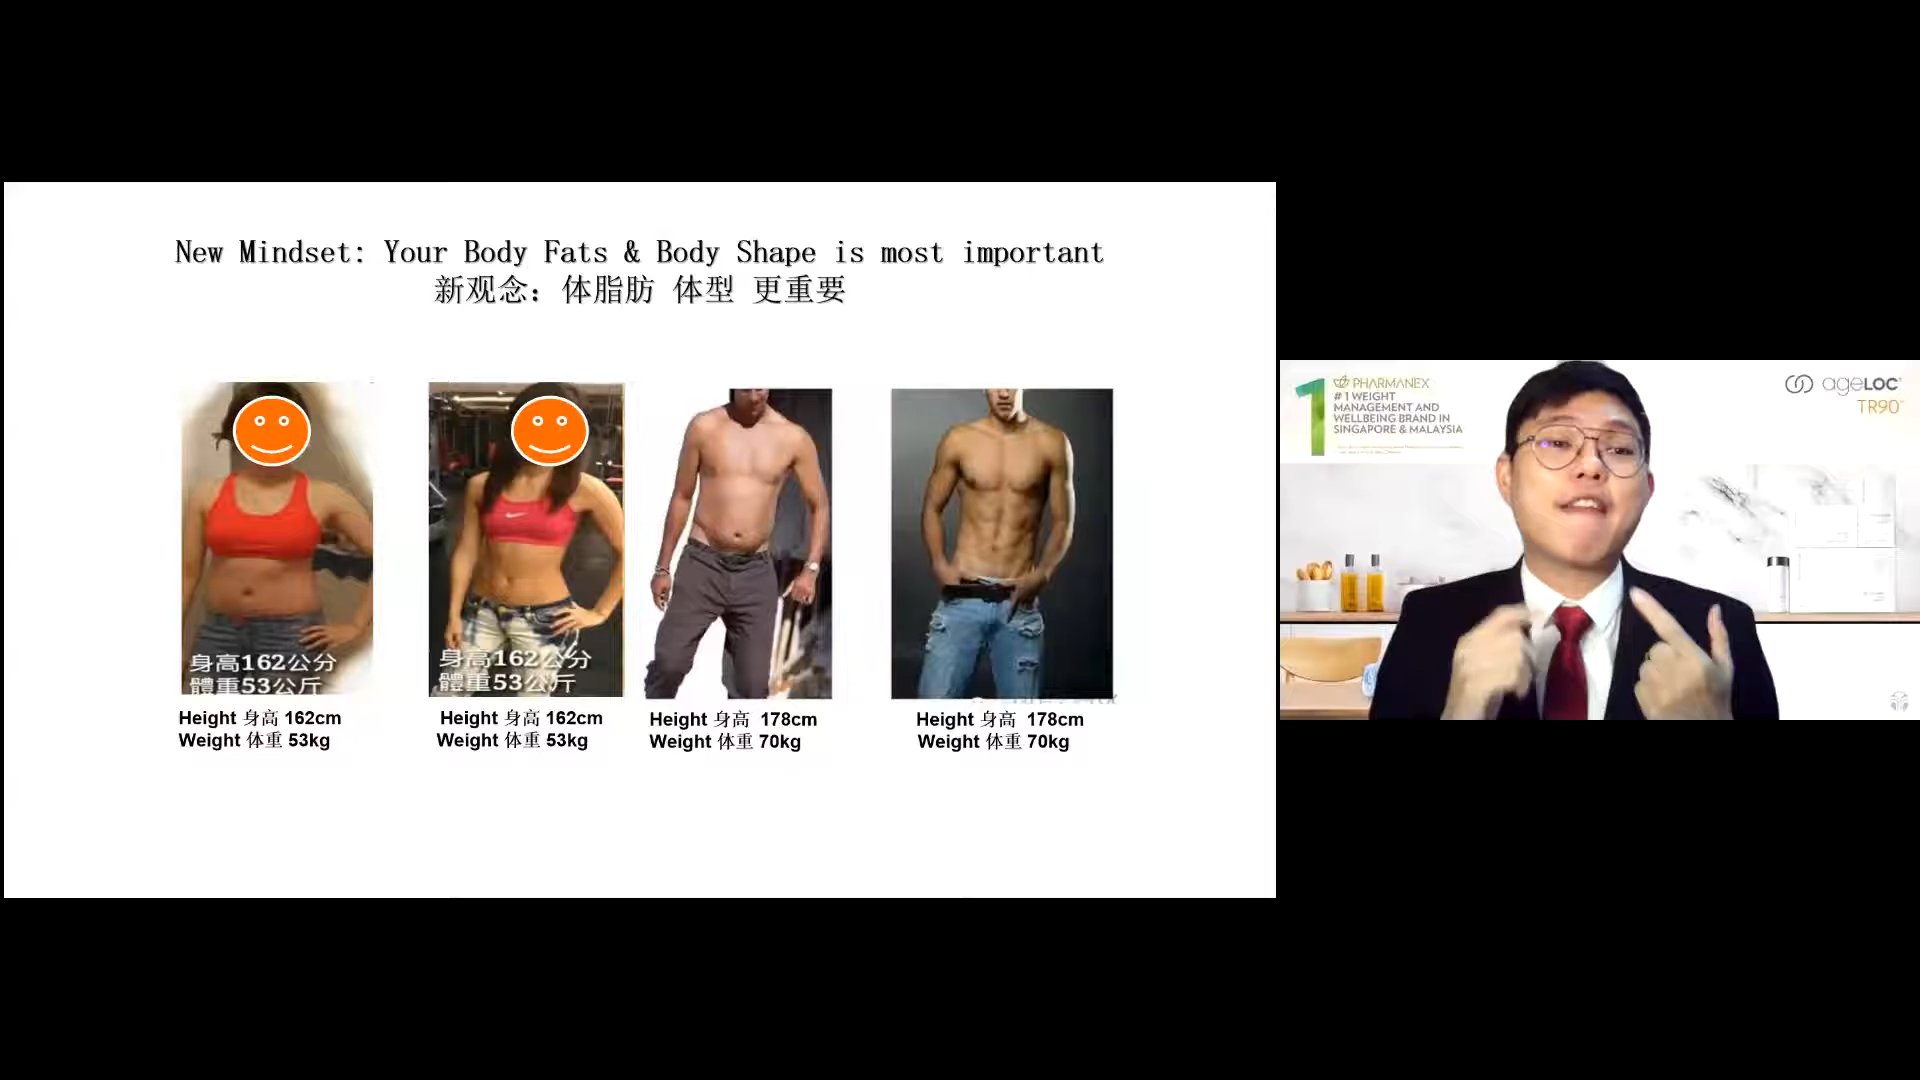 New Mindset: Your Body Fats & Body Shape is most important
新观念：体脂肪 体型 更重要
身高162公分
體重53公斤
身高162公分
體重53公斤
Height 身高 162cm
Weight 体重 53kg
Height 身高 162cm
Weight 体重 53kg
Height 身高 178cm
Weight 体重 70kg
Height 身高 178cm
Weight 体重 70kg
1
PHARMANEX
#1 WEIGHT
MANAGEMENT AND
WELLBEING BRAND IN
SINGAPORE & MALAYSIA
ageLOC
TR90